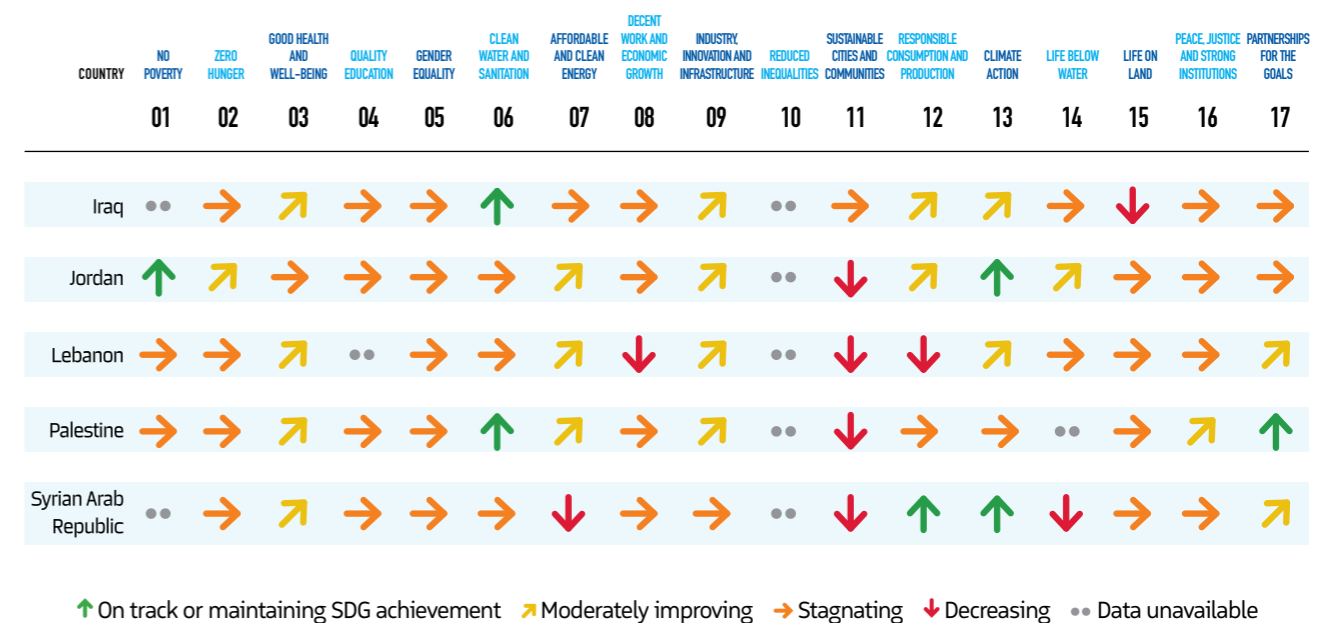 COUNTRY
NO
POVERTY
ZERO
HUNGER
GOOD HEALTH
AND
WELL-BEING
QUALITY
EDUCATION
GENDER
EQUALITY
CLEAN
WATER AND
SANITATION
AFFORDABLE
AND CLEAN
ENERGY
DECENT
WORK AND
ECONOMIC
GROWTH
INDUSTRY,
INNOVATION AND
INFRASTRUCTURE
REDUCED
INEQUALITIES
SUSTAINABLE
CITIES AND
COMMUNITIES
RESPONSIBLE
CONSUMPTION AND
PRODUCTION
CLIMATE
ACTION
LIFE BELOW
WATER
LIFE ON
LAND
PEACE, JUSTICE
AND STRONG
INSTITUTIONS
PARTNERSHIPS
FOR THE
GOALS
01 02 03 04 05 06 07 08 09 10 11 12 13 14 15 16 17
Iraq
Jordan
Lebanon
Palestine
Syrian Arab
Republic
On track or maintaining SDG achievement Moderately improving Stagnating Decreasing Data unavailable